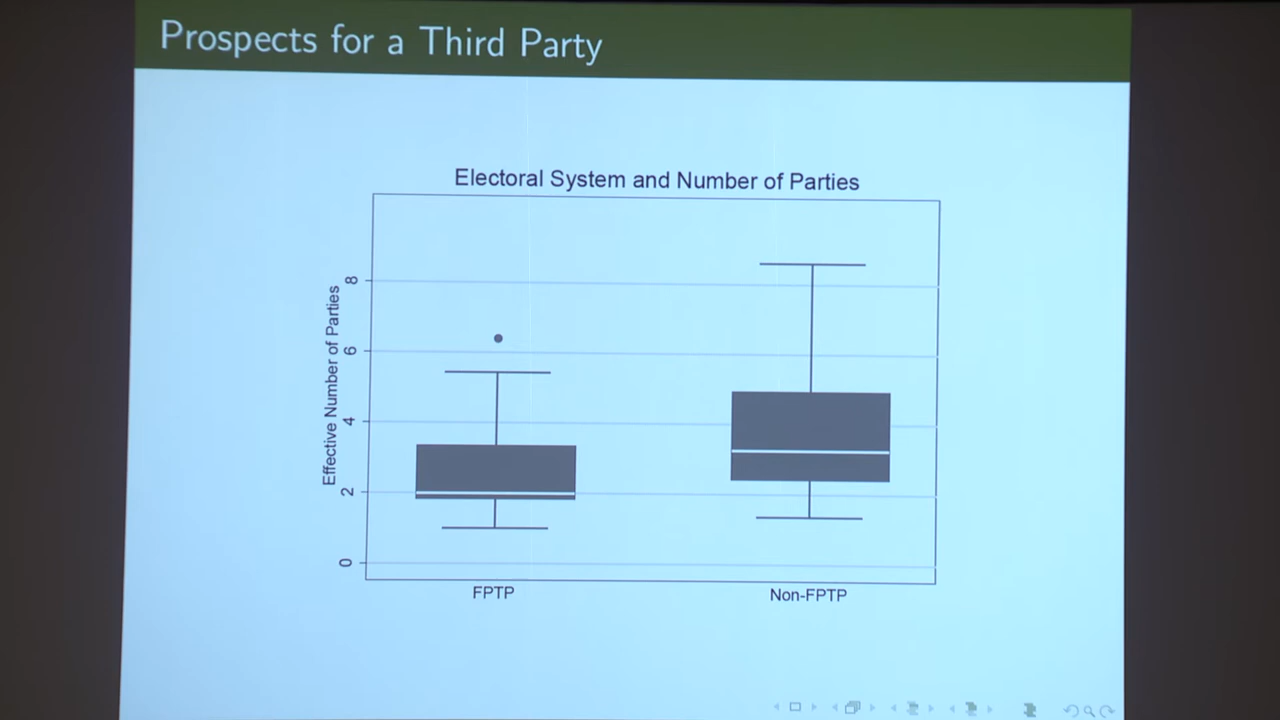 Prospects for a Third Party
Electoral System and Number of Parties
Effective Number of Parties
8
6
4
2
0
FPTP
Non-FPTP